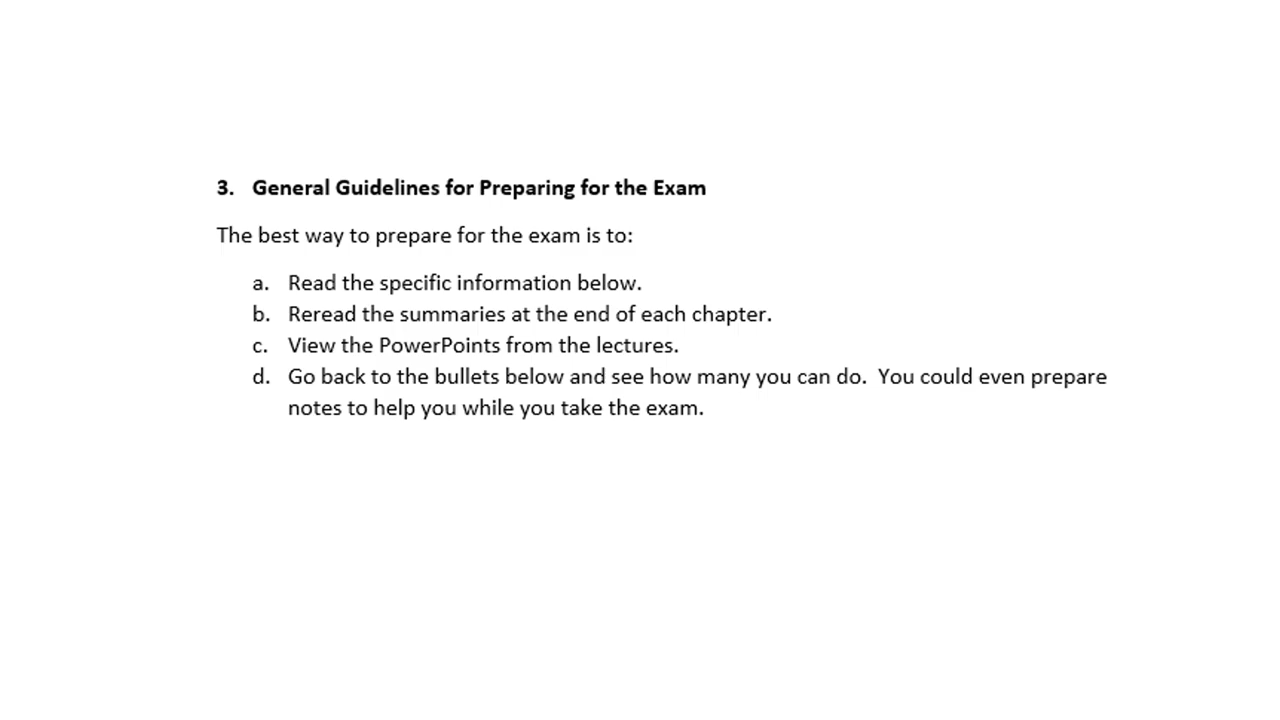 3. General Guidelines for Preparing for the Exam
The best way to prepare for the exam is to:
a. Read the specific information below.
b. Reread the summaries at the end of each chapter.
c. View the PowerPoints from the lectures.
d. Go back to the bullets below and see how many you can do.  You could even prepare
notes to help you while you take the exam.